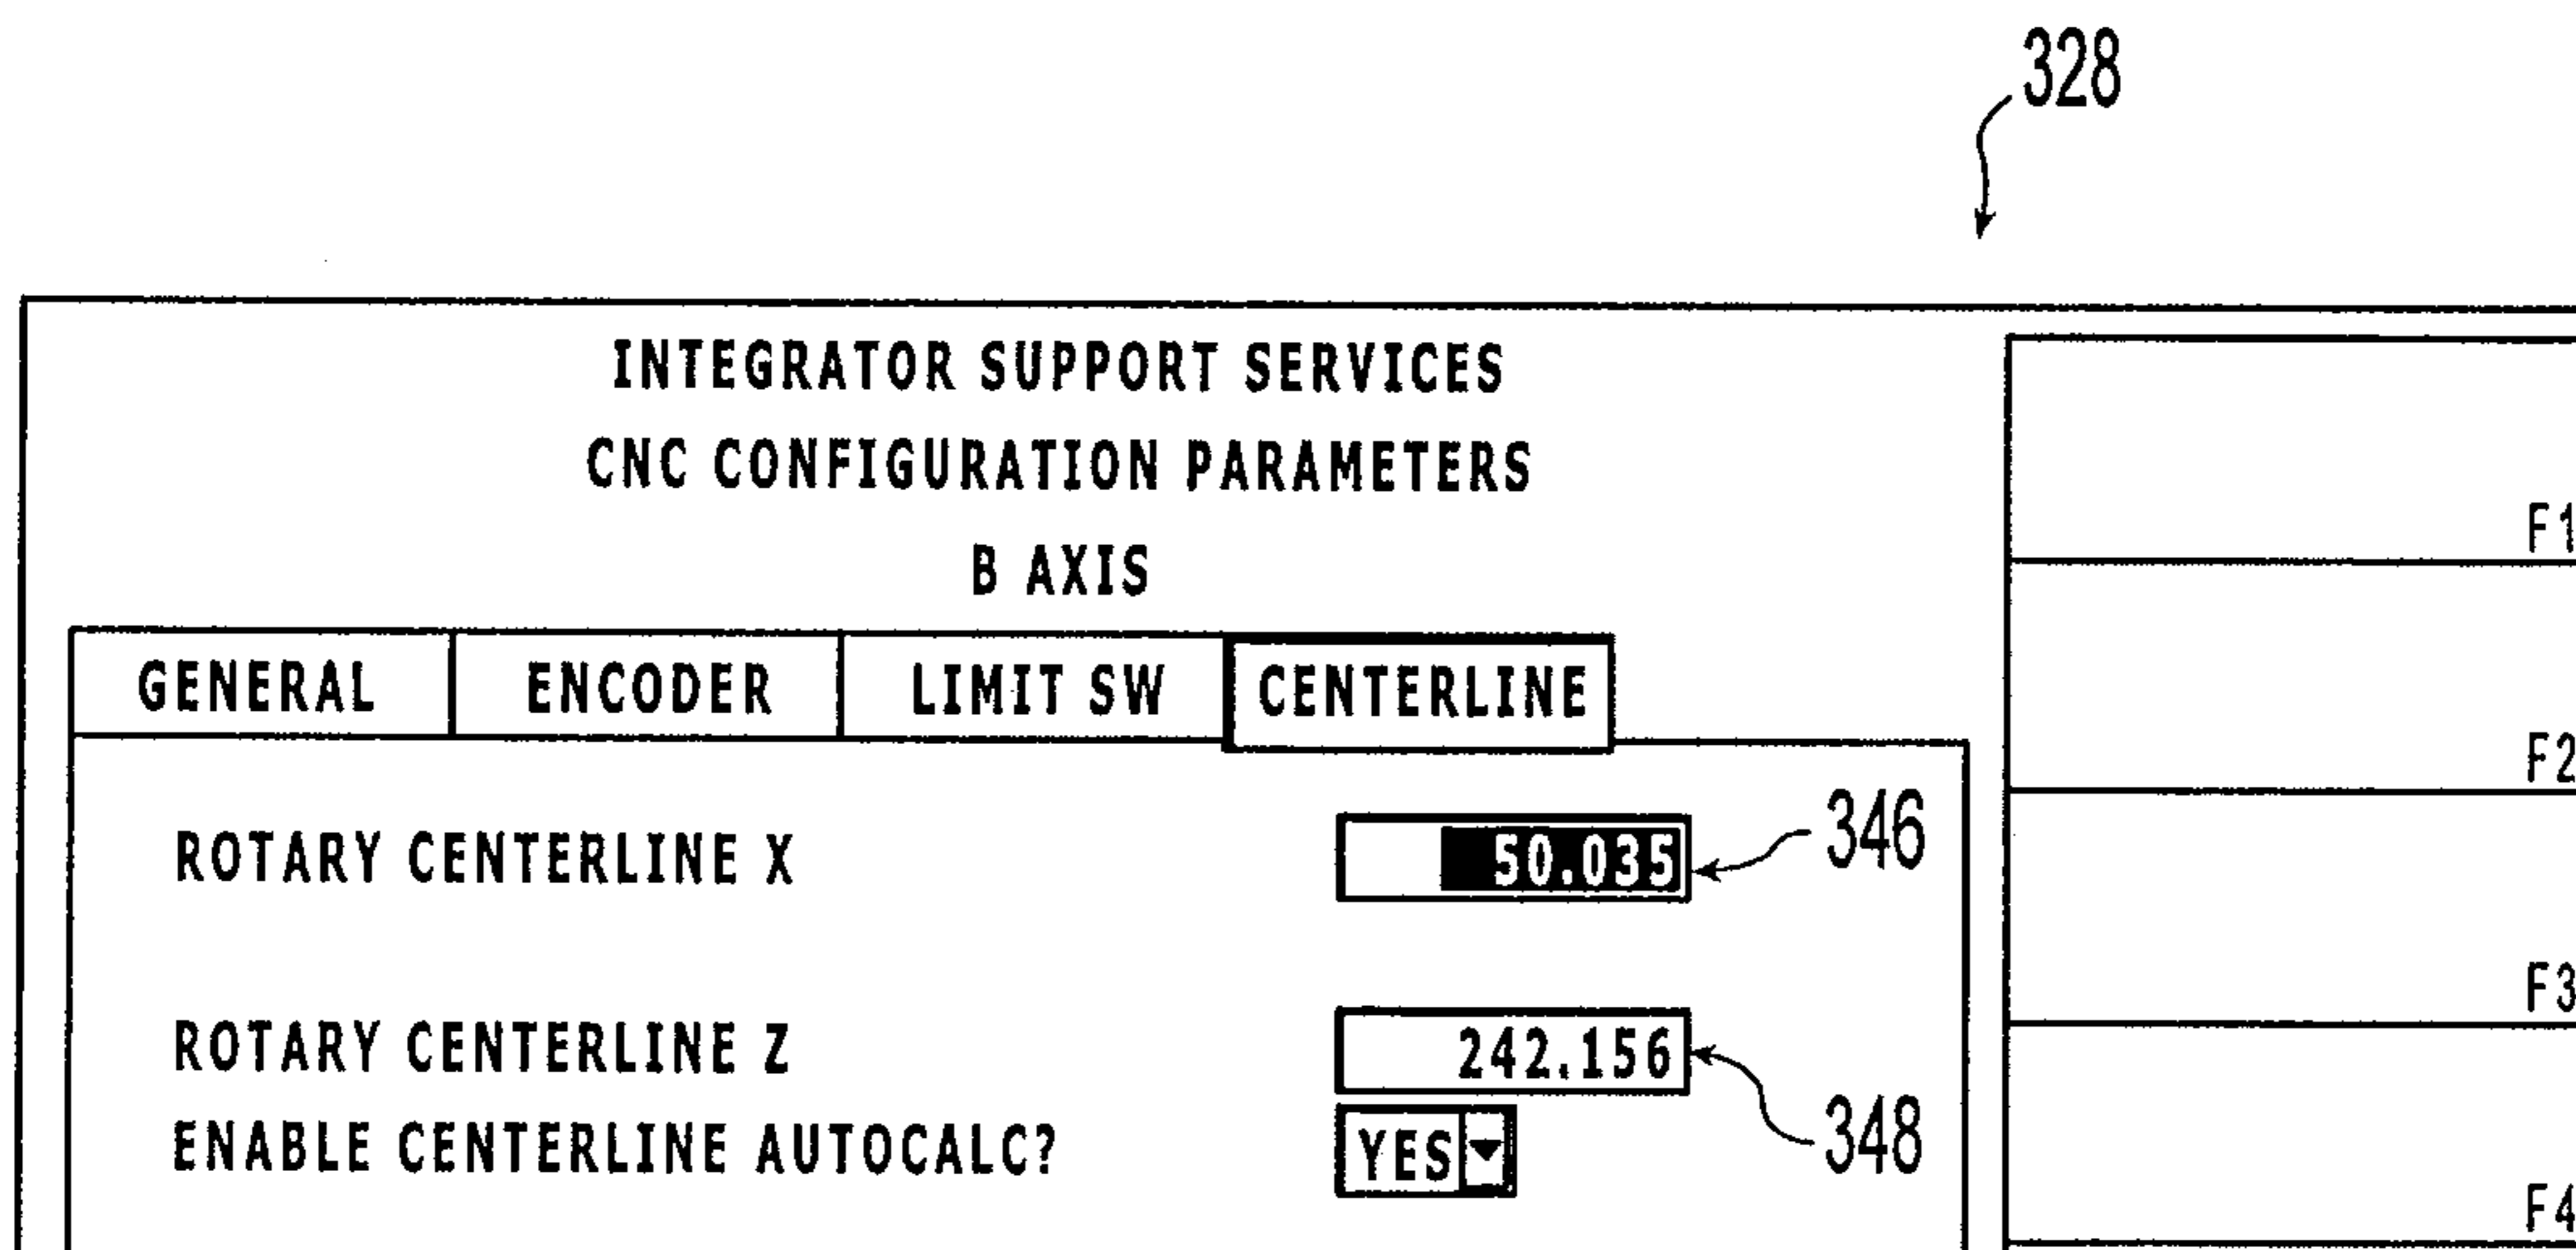 328
INTEGRATOR SUPPORT SERVICES
CNC CONFIGURATION PARAMETERS
B AXIS
GENERAL ENCODER LIMIT SW CENTERLINE
ROTARY CENTERLINE X 50.035 346
ROTARY CENTERLINE Z 242.156
ENABLE CENTERLINE AUTOCALC? YES 348
F1
F2
F3
F4